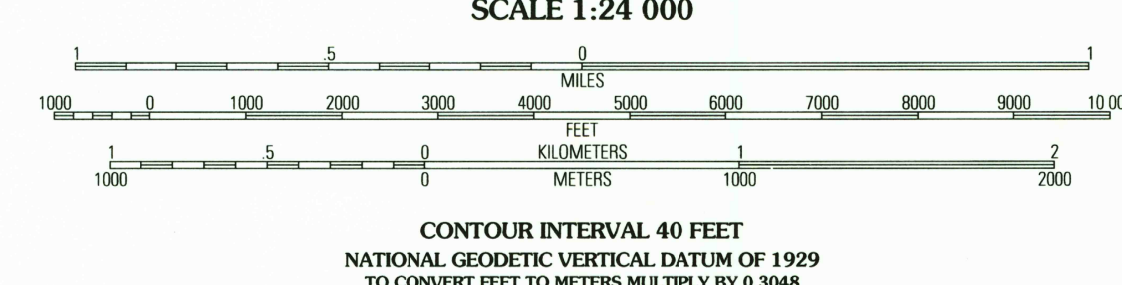 SCALE 1:24 000
1 .5 0 1
MILES
1000 0 1000 2000 3000 4000 5000 6000 7000 8000 9000 10 00
FEET
1 .5 0 KILOMETERS 1 2
1000 0 METERS 1000 2000
CONTOUR INTERVAL 40 FEET
NATIONAL GEODETIC VERTICAL DATUM OF 1929
TO CONVERT FEET TO METERS MULTIPLY BY 0.3048